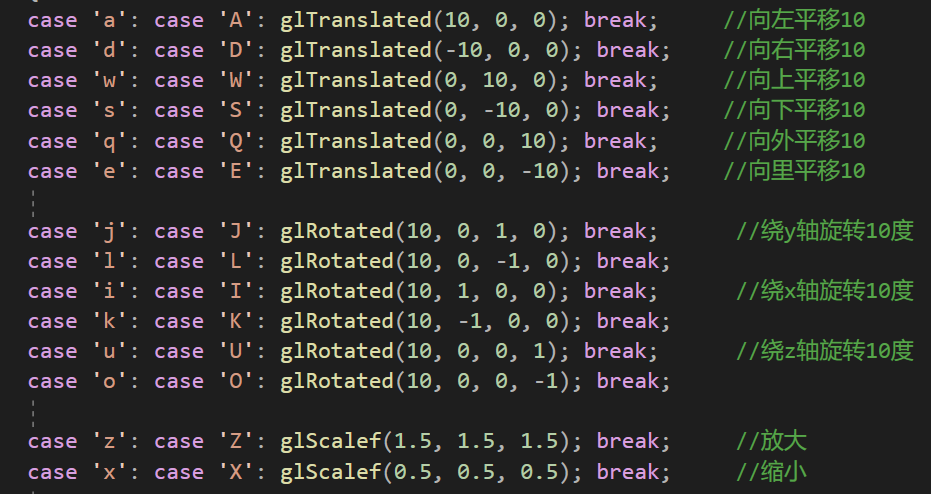 case 'a': case 'A': glTranslated(10, 0, 0); break;     //向左平移10
case 'd': case 'D': glTranslated(-10, 0, 0); break;    //向右平移10
case 'w': case 'W': glTranslated(0, 10, 0); break;     //向上平移10
case 's': case 'S': glTranslated(0, -10, 0); break;    //向下平移10
case 'q': case 'Q': glTranslated(0, 0, 10); break;     //向外平移10
case 'e': case 'E': glTranslated(0, 0, -10); break;    //向里平移10
case 'j': case 'J': glRotated(10, 0, 1, 0); break;      //绕y轴旋转10度
case 'l': case 'L': glRotated(10, 0, -1, 0); break;
case 'i': case 'I': glRotated(10, 1, 0, 0); break;      //绕x轴旋转10度
case 'k': case 'K': glRotated(10, -1, 0, 0); break;
case 'u': case 'U': glRotated(10, 0, 0, 1); break;      //绕z轴旋转10度
case 'o': case 'O': glRotated(10, 0, 0, -1); break;
case 'z': case 'Z': glScalef(1.5, 1.5, 1.5); break;     //放大
case 'x': case 'X': glScalef(0.5, 0.5, 0.5); break;     //缩小